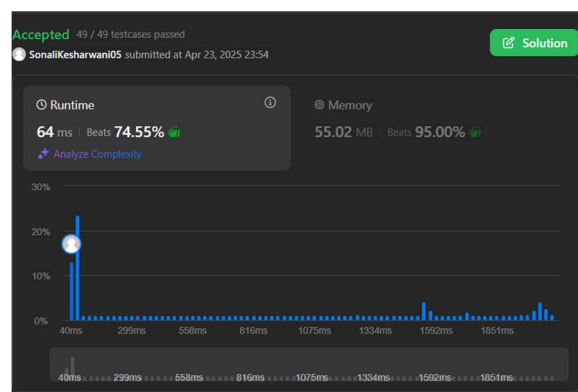 Accepted 49 / 49 testcases passed
SonaliKesharwani05 submitted at Apr 23, 2025 23:54
Solution
Runtime
64 ms | Beats 74.55%
Analyze Complexity
Memory
55.02 MB | Beats 95.00%
30%
20%
10%
0%
40ms 299ms 558ms 816ms 1075ms 1334ms 1592ms 1851ms
40ms 299ms 558ms 816ms 1075ms 1334ms 1592ms 1851ms